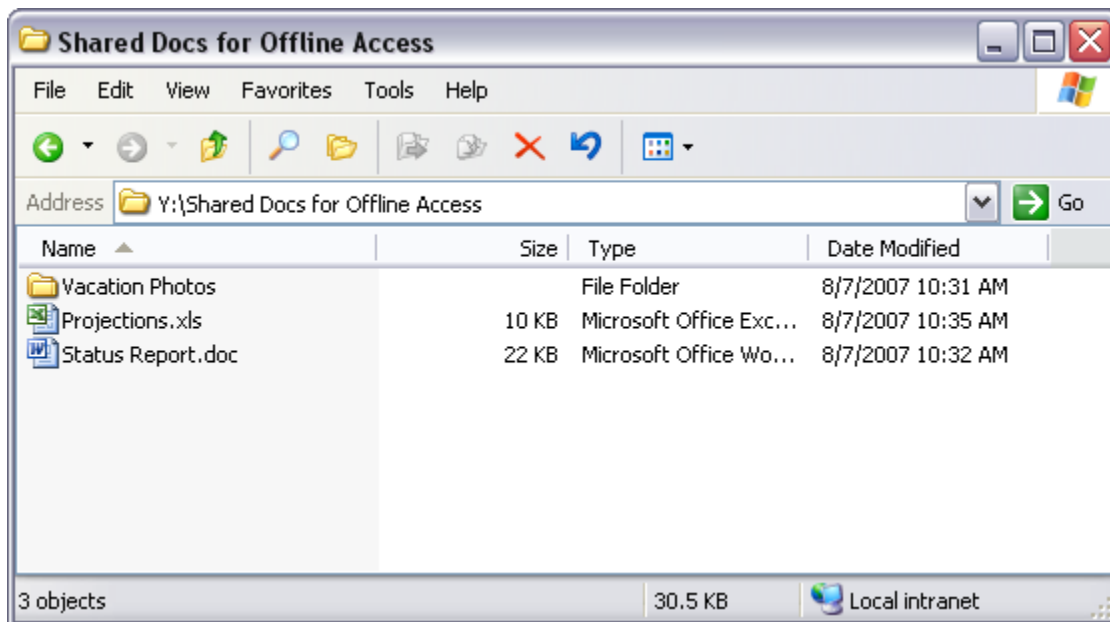 Shared Docs for Offline Access
File Edit View Favorites Tools Help
Address Y:\Shared Docs for Offline Access Go
Name Size Type Date Modified
Vacation Photos File Folder 8/7/2007 10:31 AM
Projections.xls 10 KB Microsoft Office Exc... 8/7/2007 10:35 AM
Status Report.doc 22 KB Microsoft Office Wo... 8/7/2007 10:32 AM
3 objects 30.5 KB Local intranet